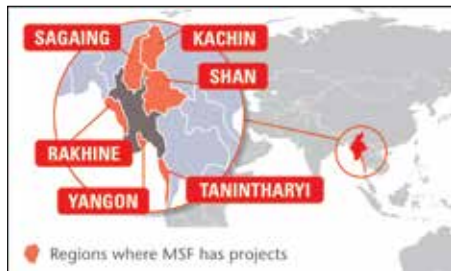 SAGAING
KACHIN
SHAN
RAKHINE
YANGON
TANINTHARYI
Regions where MSF has projects